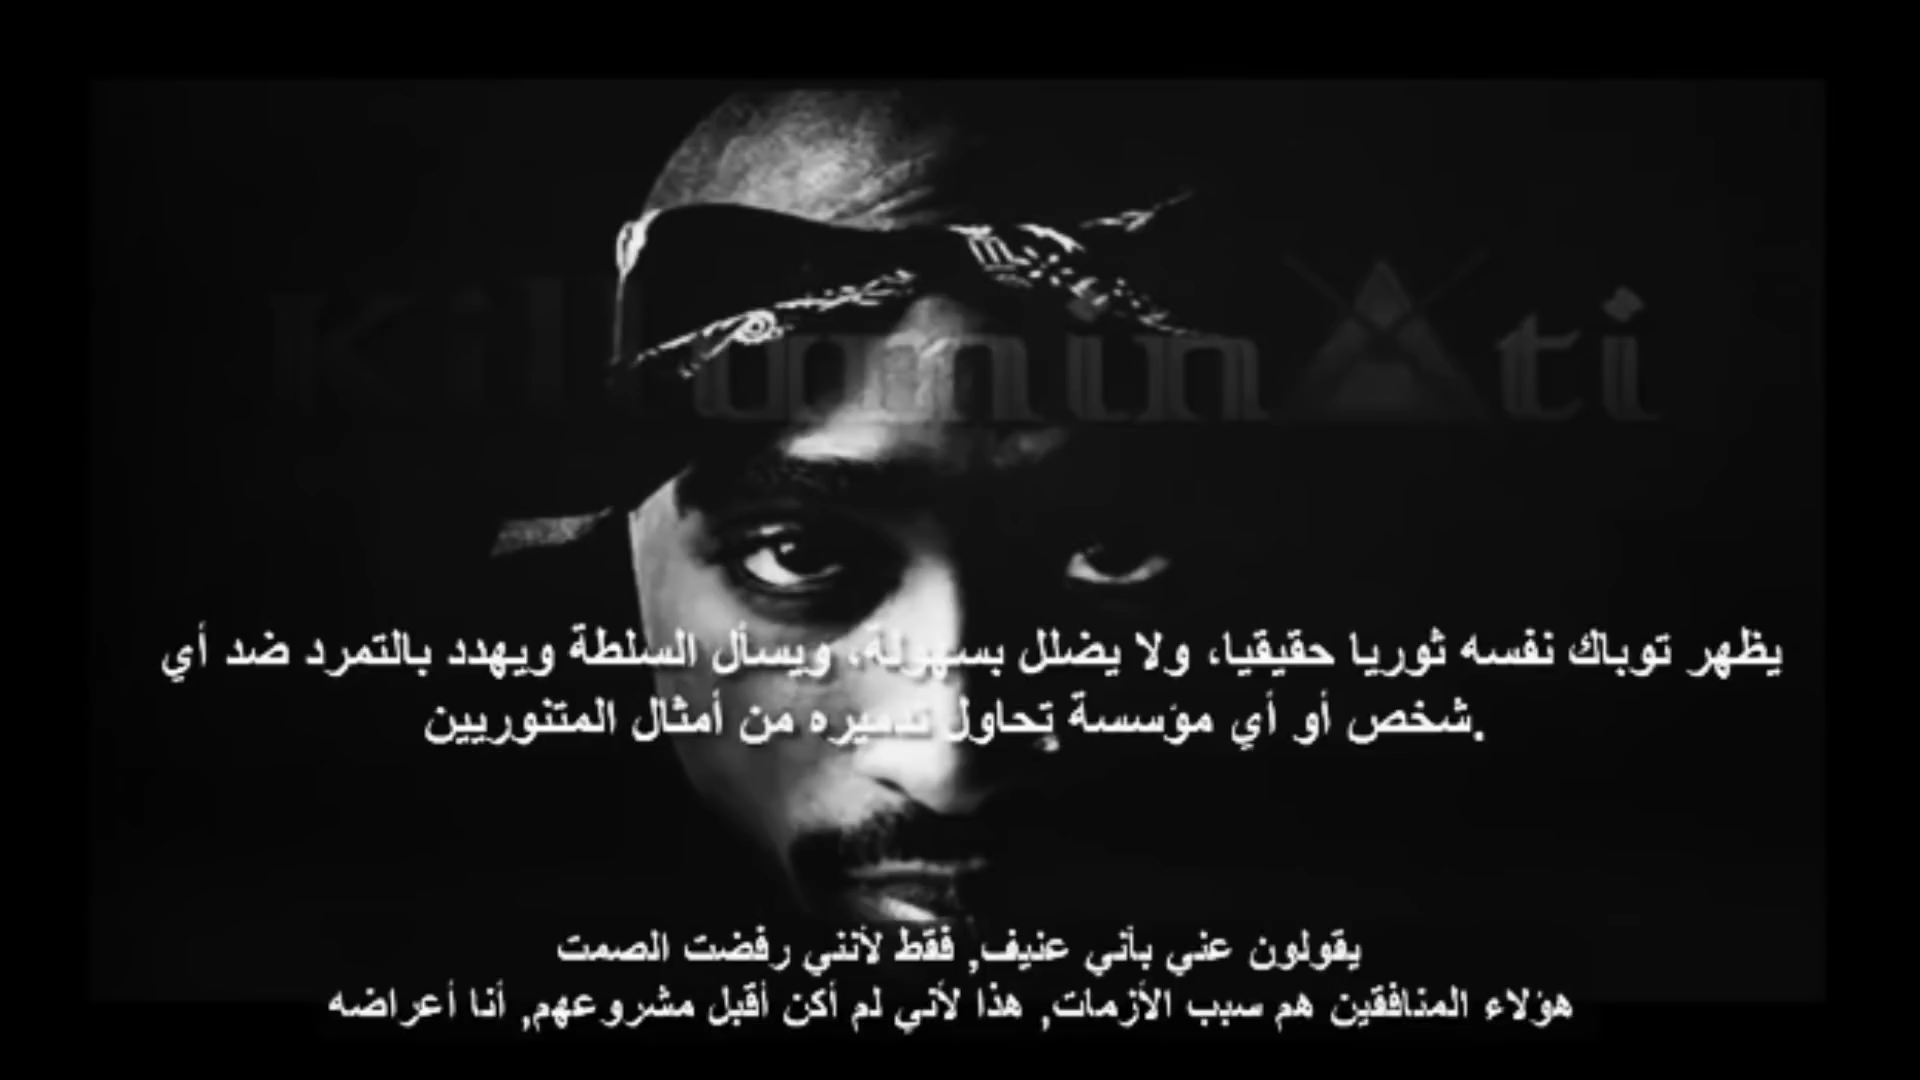 KilluminAti
يظهر توباك نفسه ثوريا حقيقيا، ولا يضلل بسهولة، ويسأل السلطة ويهدد بالتمرد ضد أي
شخص أو أي مؤسسة تحاول تدميره من أمثال المتنوريين.
يقولون عني بأني عنيف, فقط لأنني رفضت الصمت
هؤلاء المنافقين هم سبب الأزمات, هذا لأني لم أكن أقبل مشروعهم, أنا أعراضه